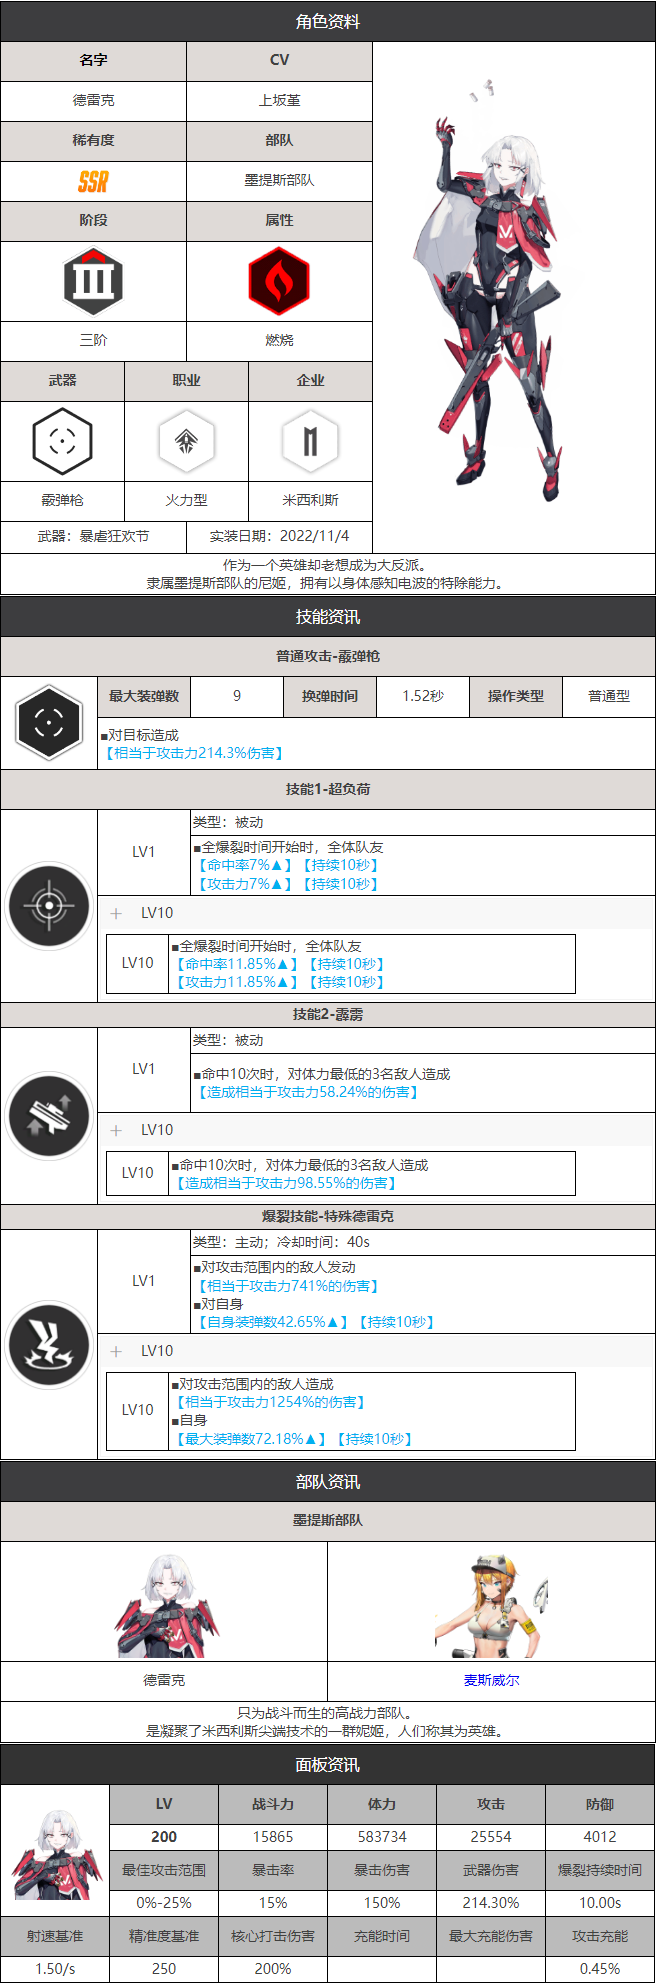 角色资料
名字
CV
德雷克
上坂堇
稀有度
部队
SSR
墨提斯部队
阶段
属性
三阶
燃烧
武器
职业
企业
霰弹枪
火力型
米西利斯
武器：暴虐狂欢节
实装日期：2022/11/4
作为一个英雄却老想成为大反派。
隶属墨提斯部队的尼姬，拥有以身体感知电波的特除能力。
技能资讯
普通攻击-霰弹枪
最大装弹数
9
换弹时间
1.52秒
操作类型
普通型
■对目标造成
【相当于攻击力214.3%伤害】
技能1-超负荷
LV1
类型：被动
■全爆裂时间开始时，全体队友
【命中率7%▲】【持续10秒】
【攻击力7%▲】【持续10秒】
＋ LV10
LV10
■全爆裂时间开始时，全体队友
【命中率11.85%▲】【持续10秒】
【攻击力11.85%▲】【持续10秒】
技能2-霹雳
LV1
类型：被动
■命中10次时，对体力最低的3名敌人造成
【造成相当于攻击力58.24%的伤害】
＋ LV10
LV10
■命中10次时，对体力最低的3名敌人造成
【造成相当于攻击力98.55%的伤害】
爆裂技能-特殊德雷克
LV1
类型：主动；冷却时间：40s
■对攻击范围内的敌人发动
【相当于攻击力741%的伤害】
■对自身
【自身装弹数42.65%▲】【持续10秒】
＋ LV10
LV10
■对攻击范围内的敌人造成
【相当于攻击力1254%的伤害】
■自身
【最大装弹数72.18%▲】【持续10秒】
部队资讯
墨提斯部队
德雷克
麦斯威尔
只为战斗而生的高战力部队。
是凝聚了米西利斯尖端技术的一群妮姬，人们称其为英雄。
面板资讯
LV
战斗力
体力
攻击
防御
200
15865
583734
25554
4012
最佳攻击范围
暴击率
暴击伤害
武器伤害
爆裂持续时间
0%-25%
15%
150%
214.30%
10.00s
射速基准
精准度基准
核心打击伤害
充能时间
最大充能伤害
攻击充能
1.50/s
250
200%
0.45%